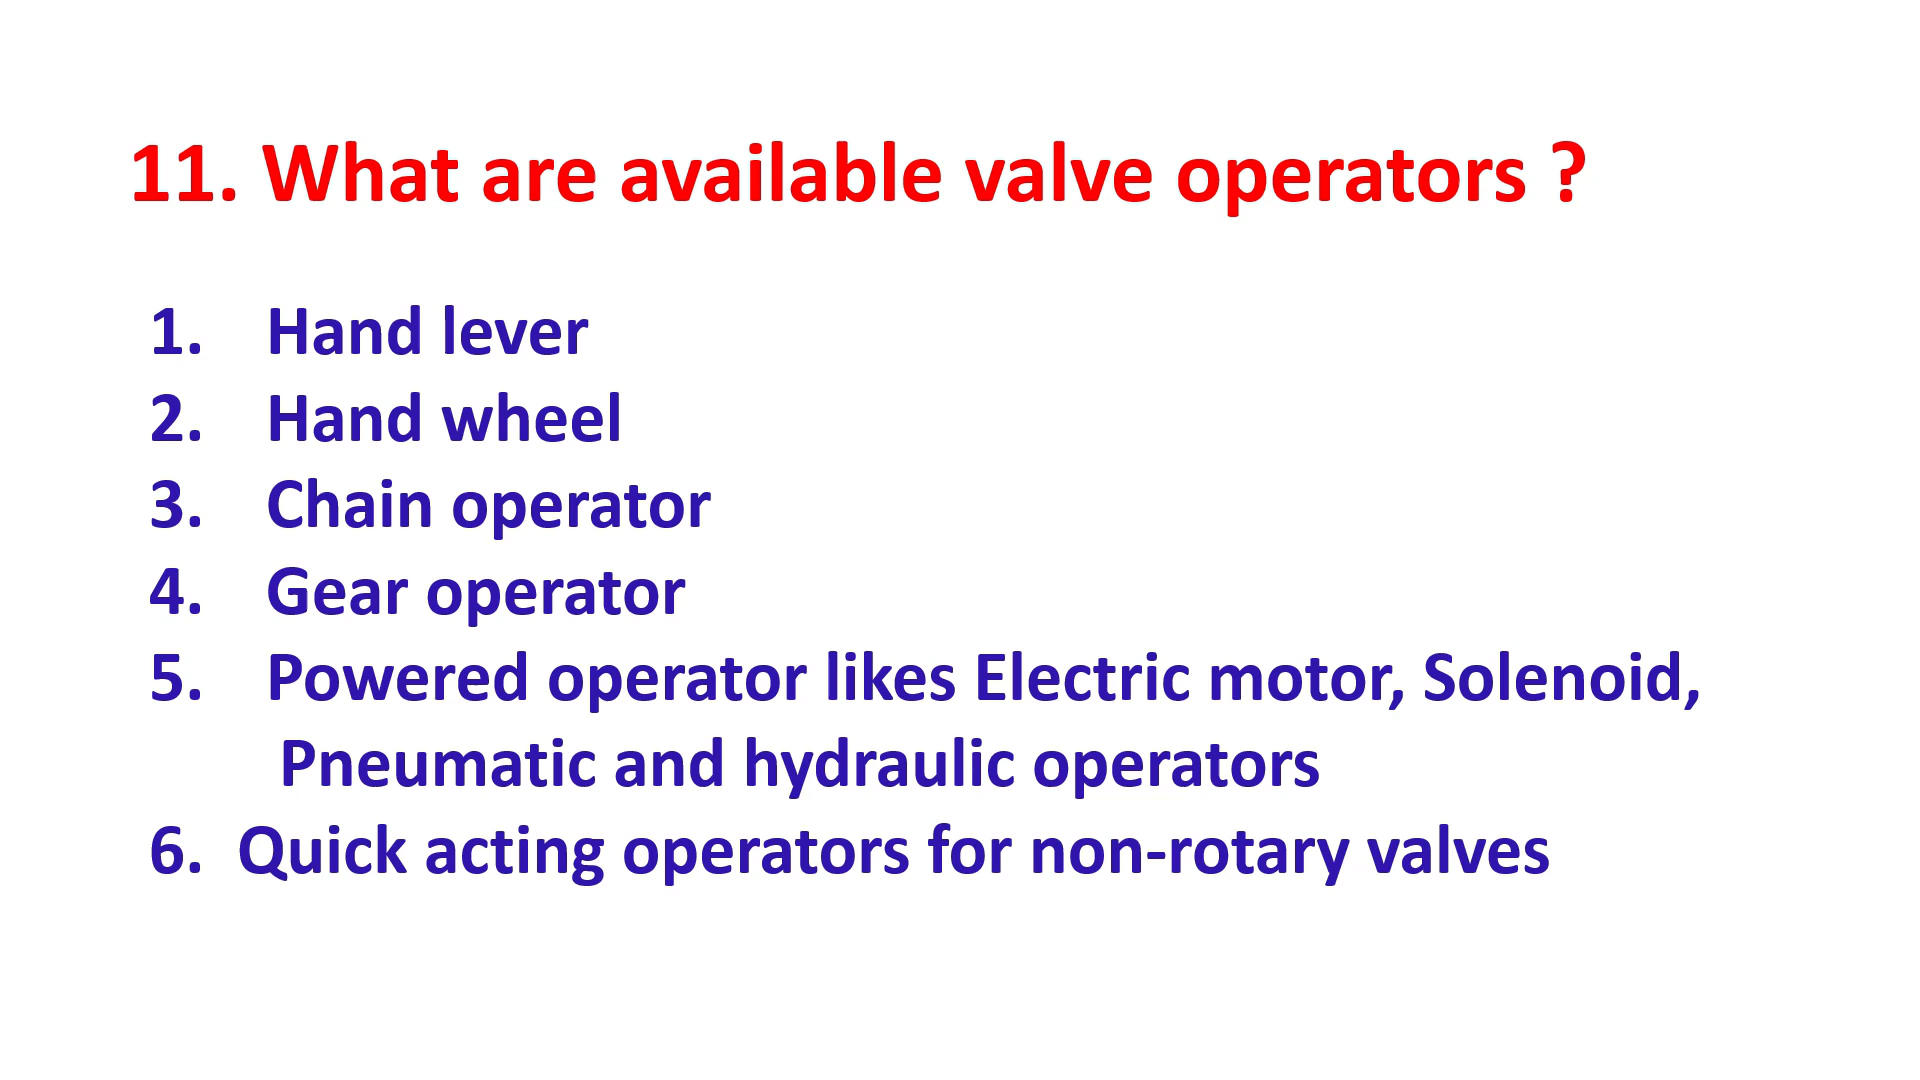 11. What are available valve operators ?
1. Hand lever
2. Hand wheel
3. Chain operator
4. Gear operator
5. Powered operator likes Electric motor, Solenoid,
Pneumatic and hydraulic operators
6. Quick acting operators for non-rotary valves